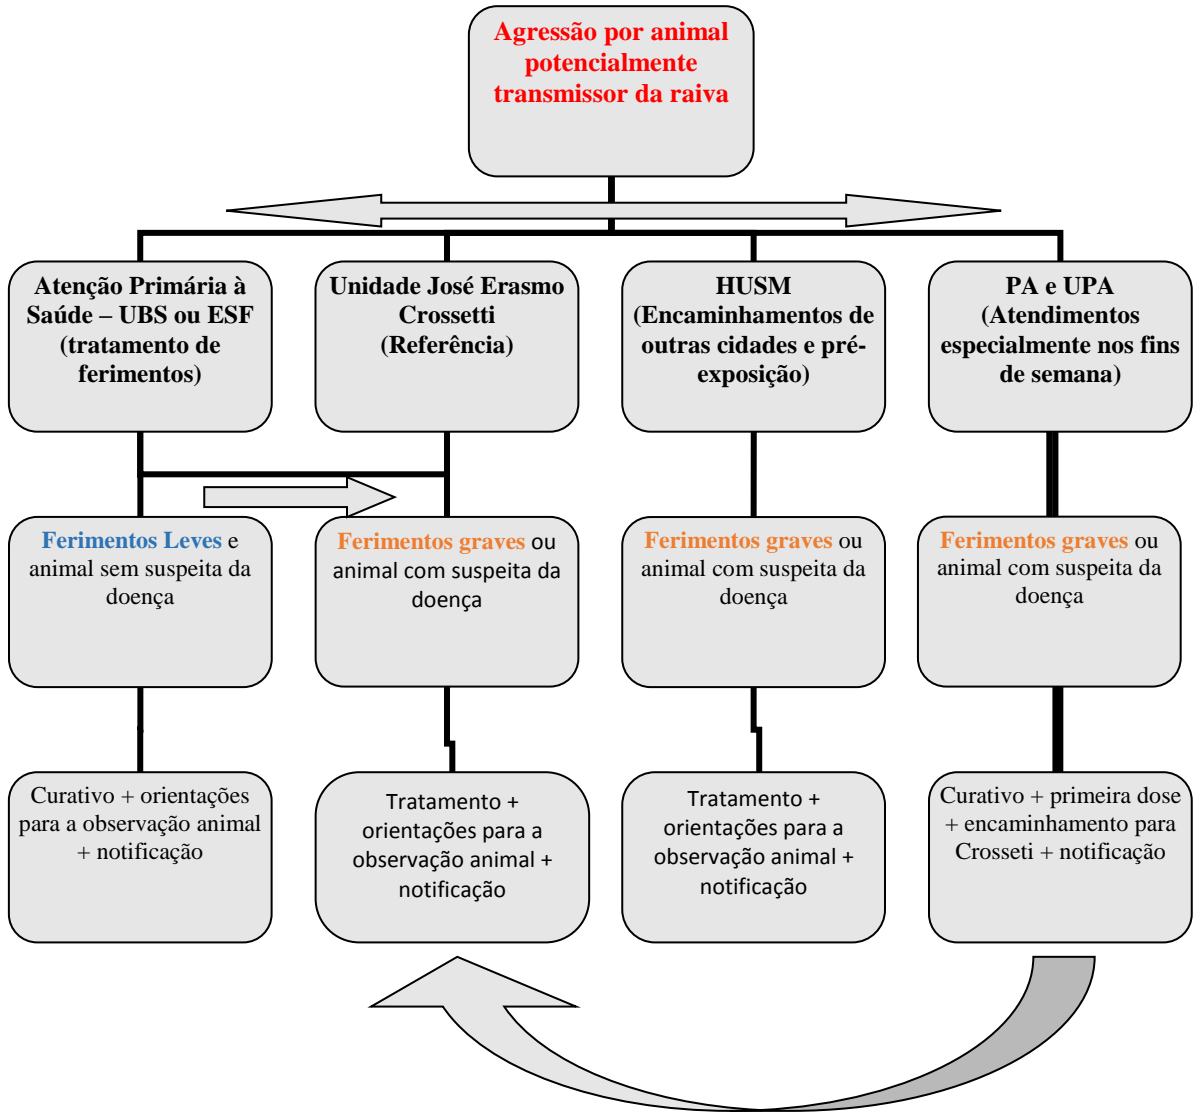 Agressão por animal
potencialmente
transmissor da raiva
Atenção Primária à
Saúde – UBS ou ESF
(tratamento de
ferimentos)
Unidade José Erasmo
Crossetti
(Referência)
HUSM
(Encaminhamentos de
outras cidades e pré-
exposição)
PA e UPA
(Atendimentos
especialmente nos fins
de semana)
Ferimentos Leves e
animal sem suspeita da
doença
Ferimentos graves ou
animal com suspeita da
doença
Ferimentos graves ou
animal com suspeita da
doença
Ferimentos graves ou
animal com suspeita da
doença
Curativo + orientações
para a observação animal
+ notificação
Tratamento +
orientações para a
observação animal +
notificação
Tratamento +
orientações para a
observação animal +
notificação
Curativo + primeira dose
+ encaminhamento para
Crosseti + notificação